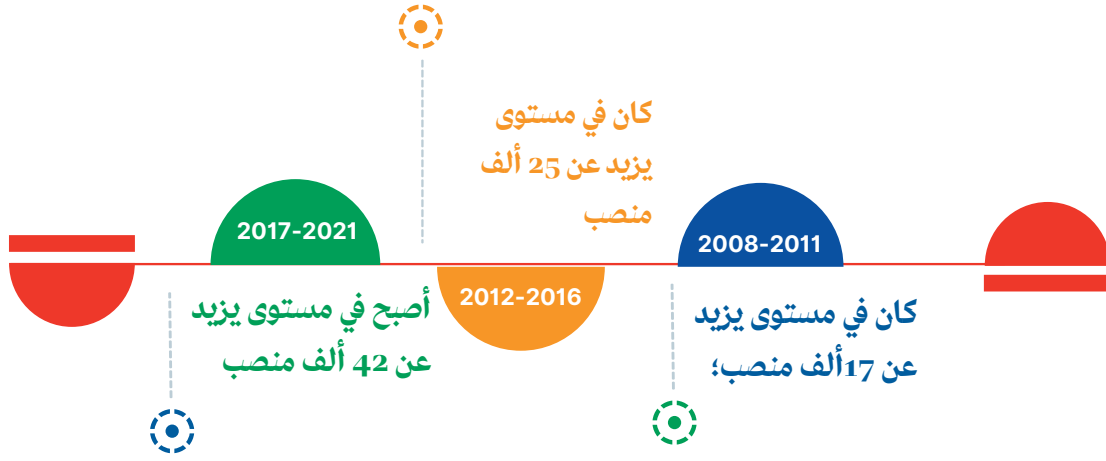 2008-2011
كان في مستوى يزيد
عن 17ألف منصب؛
2012-2016
كان في مستوى
يزيد عن 25 ألف
منصب
2017-2021
أصبح في مستوى يزيد
عن 42 ألف منصب